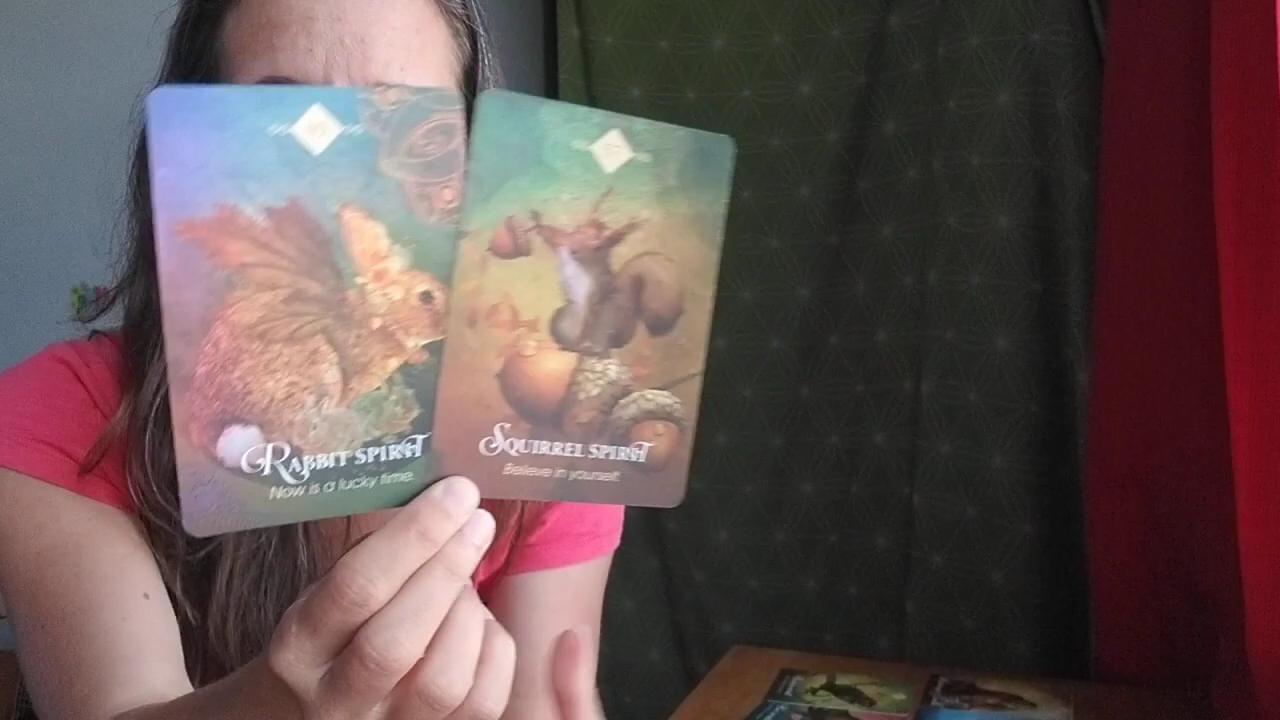 RABBIT SPIRIT
Now is a lucky time.
SQUIRREL SPIRIT
Believe in yourself.